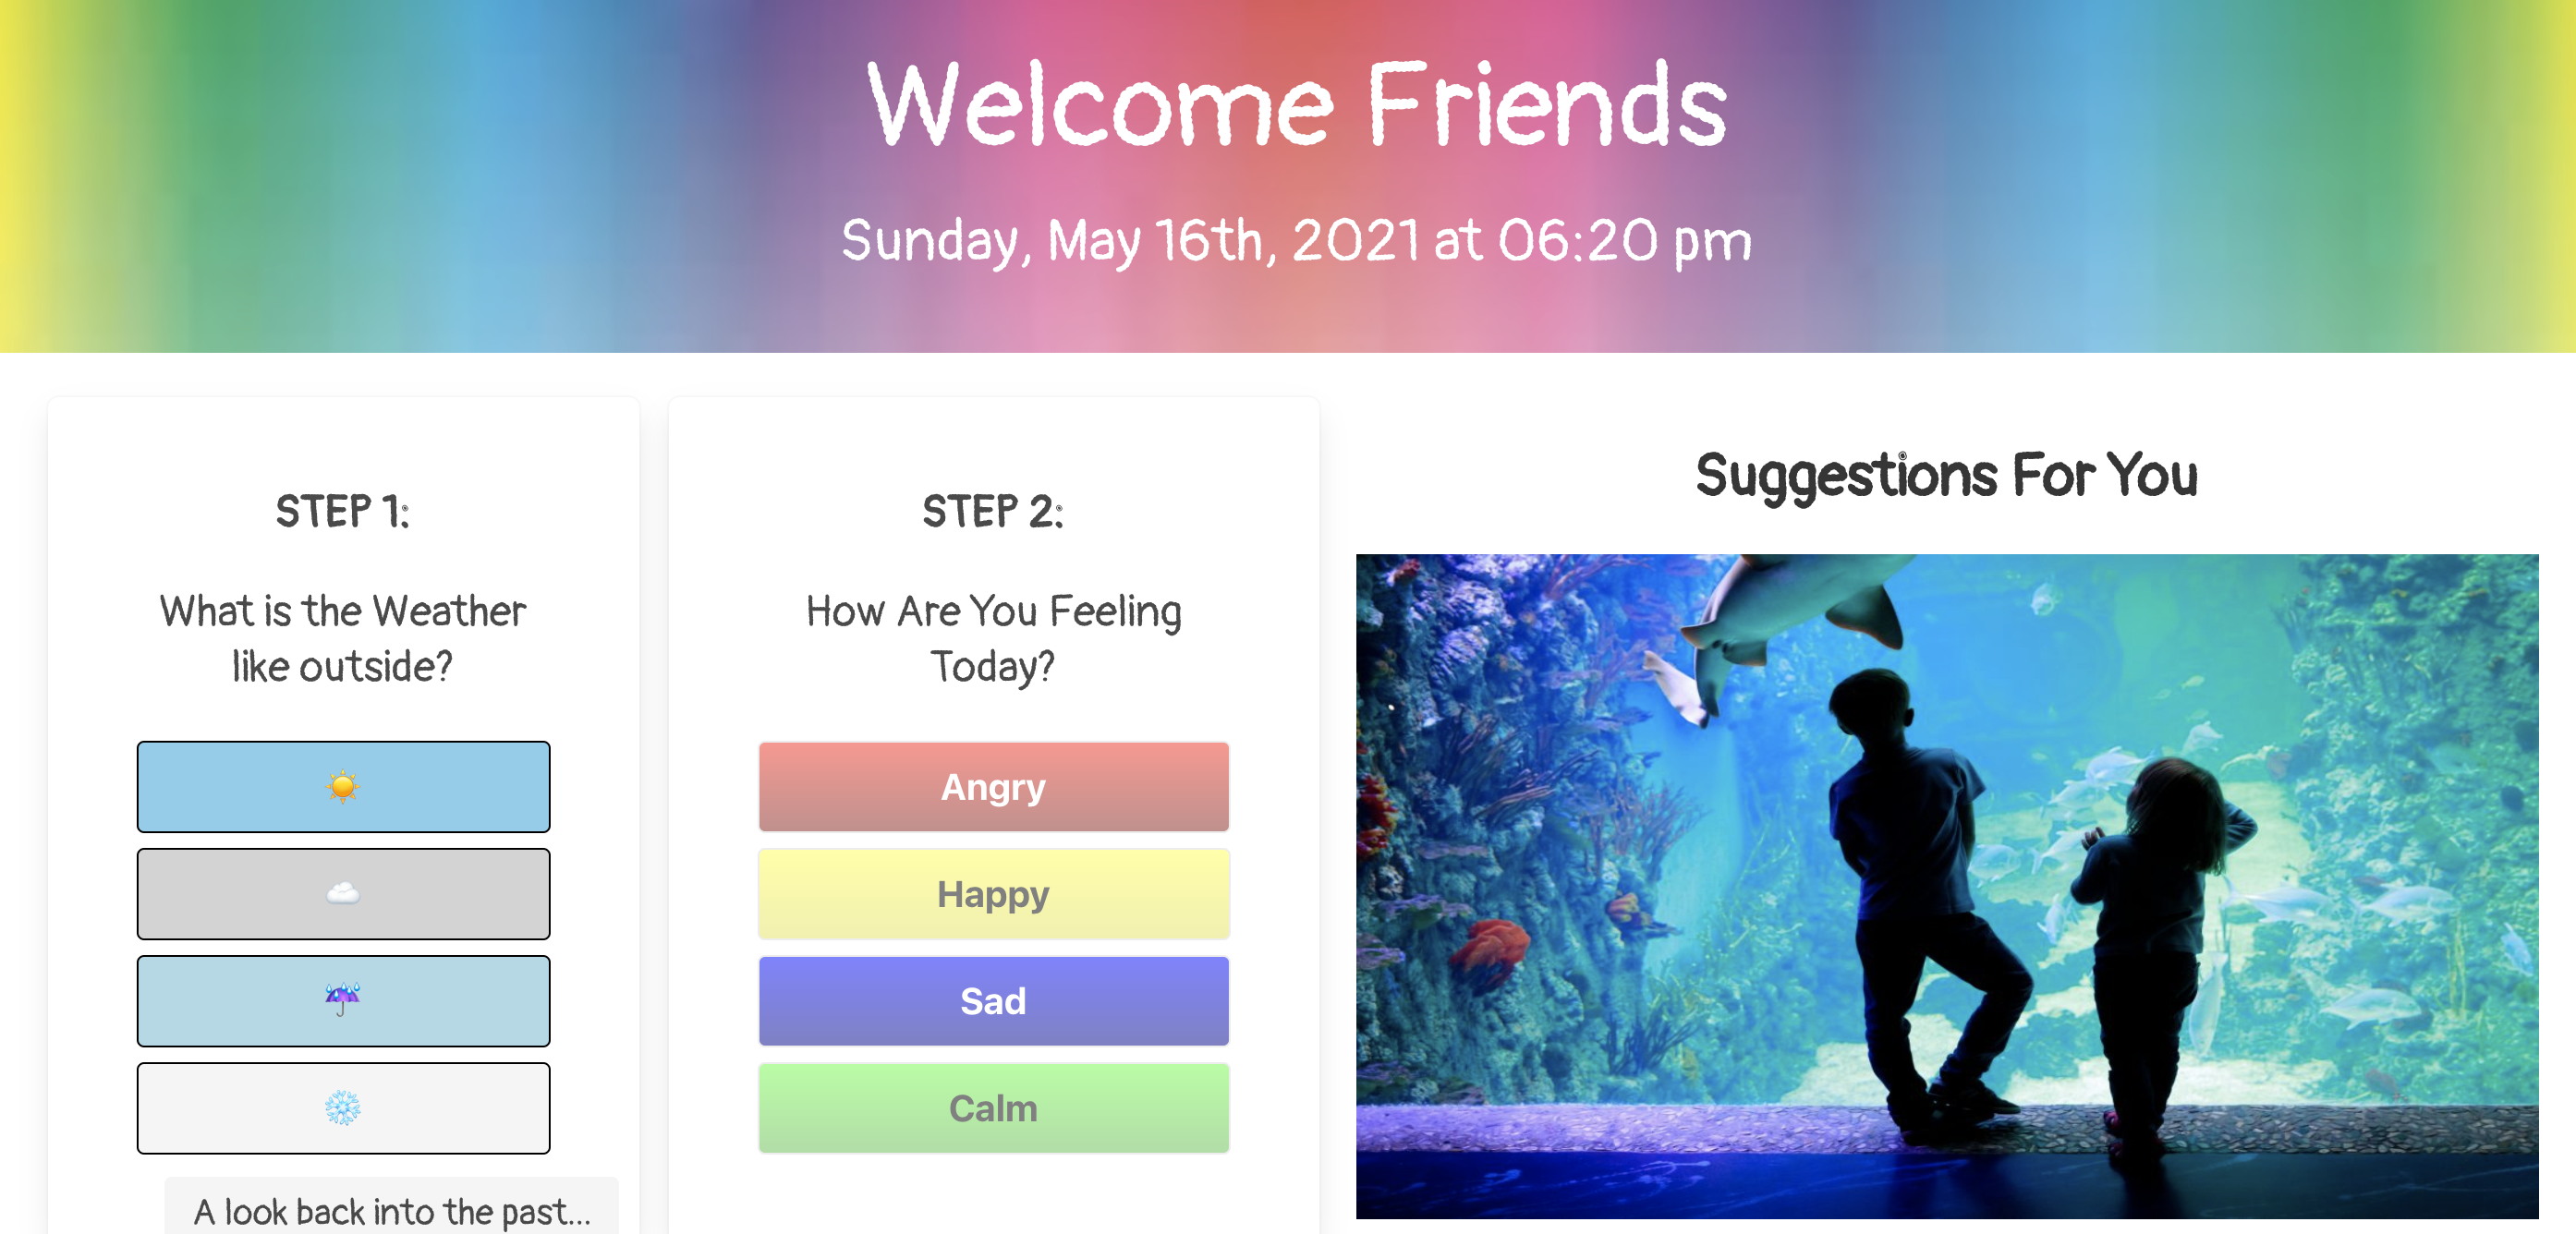 Welcome Friends
Sunday, May 16th, 2021 at 06:20 pm
STEP 1:
What is the Weather
like outside?
A look back into the past...
STEP 2:
How Are You Feeling
Today?
Angry
Happy
Sad
Calm
Suggestions For You